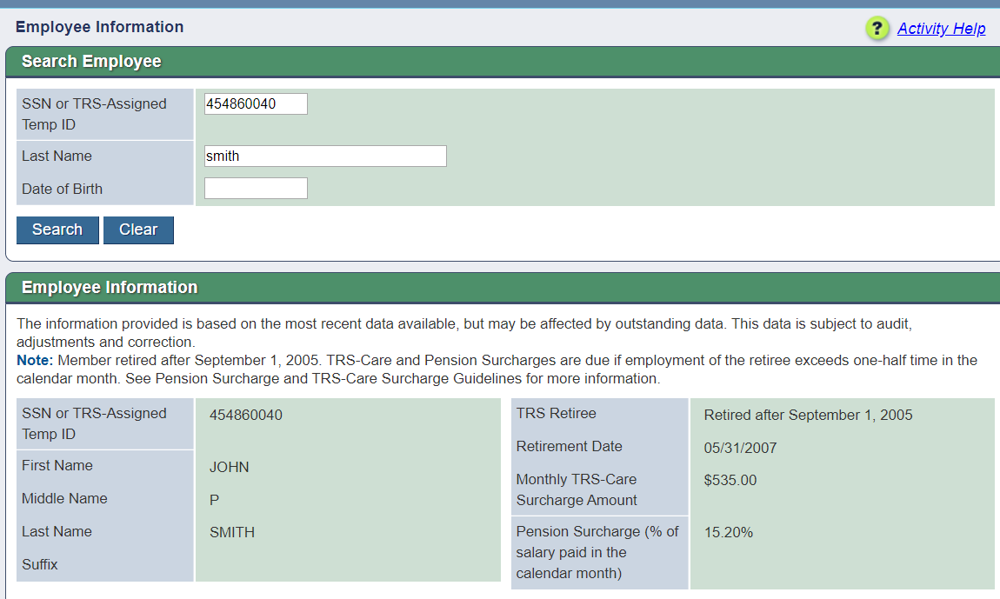 Employee Information
? Activity Help
Search Employee
SSN or TRS-Assigned
Temp ID
454860040
Last Name
smith
Date of Birth
Search Clear
Employee Information
The information provided is based on the most recent data available, but may be affected by outstanding data. This data is subject to audit,
adjustments and correction.
Note: Member retired after September 1, 2005. TRS-Care and Pension Surcharges are due if employment of the retiree exceeds one-half time in the
calendar month. See Pension Surcharge and TRS-Care Surcharge Guidelines for more information.
SSN or TRS-Assigned
Temp ID
454860040
First Name
JOHN
Middle Name
P
Last Name
SMITH
Suffix
TRS Retiree
Retired after September 1, 2005
Retirement Date
05/31/2007
Monthly TRS-Care
Surcharge Amount
$535.00
Pension Surcharge (% of
salary paid in the
calendar month)
15.20%